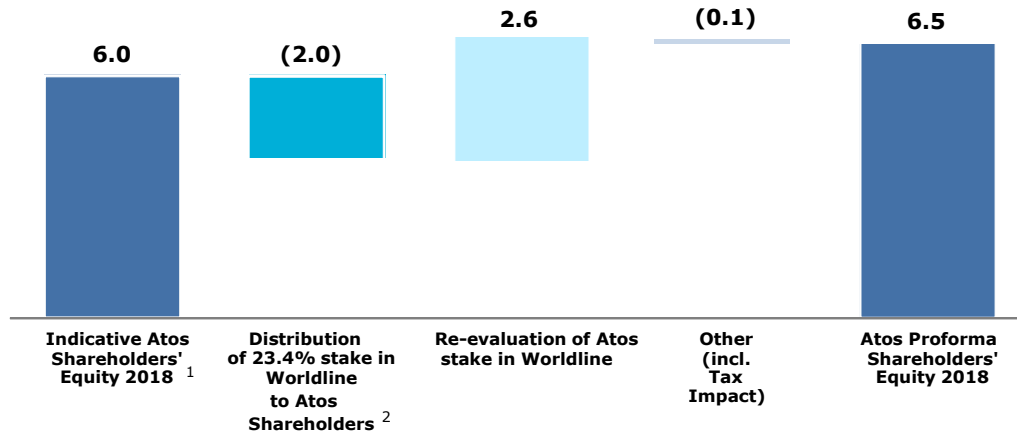 6.0
(2.0)
2.6
(0.1)
6.5
Indicative Atos
Shareholders'
Equity 2018 1
Distribution
of 23.4% stake in
Worldline
to Atos
Shareholders 2
Re-evaluation of Atos
stake in Worldline
Other
(incl.
Tax
Impact)
Atos Proforma
Shareholders'
Equity 2018